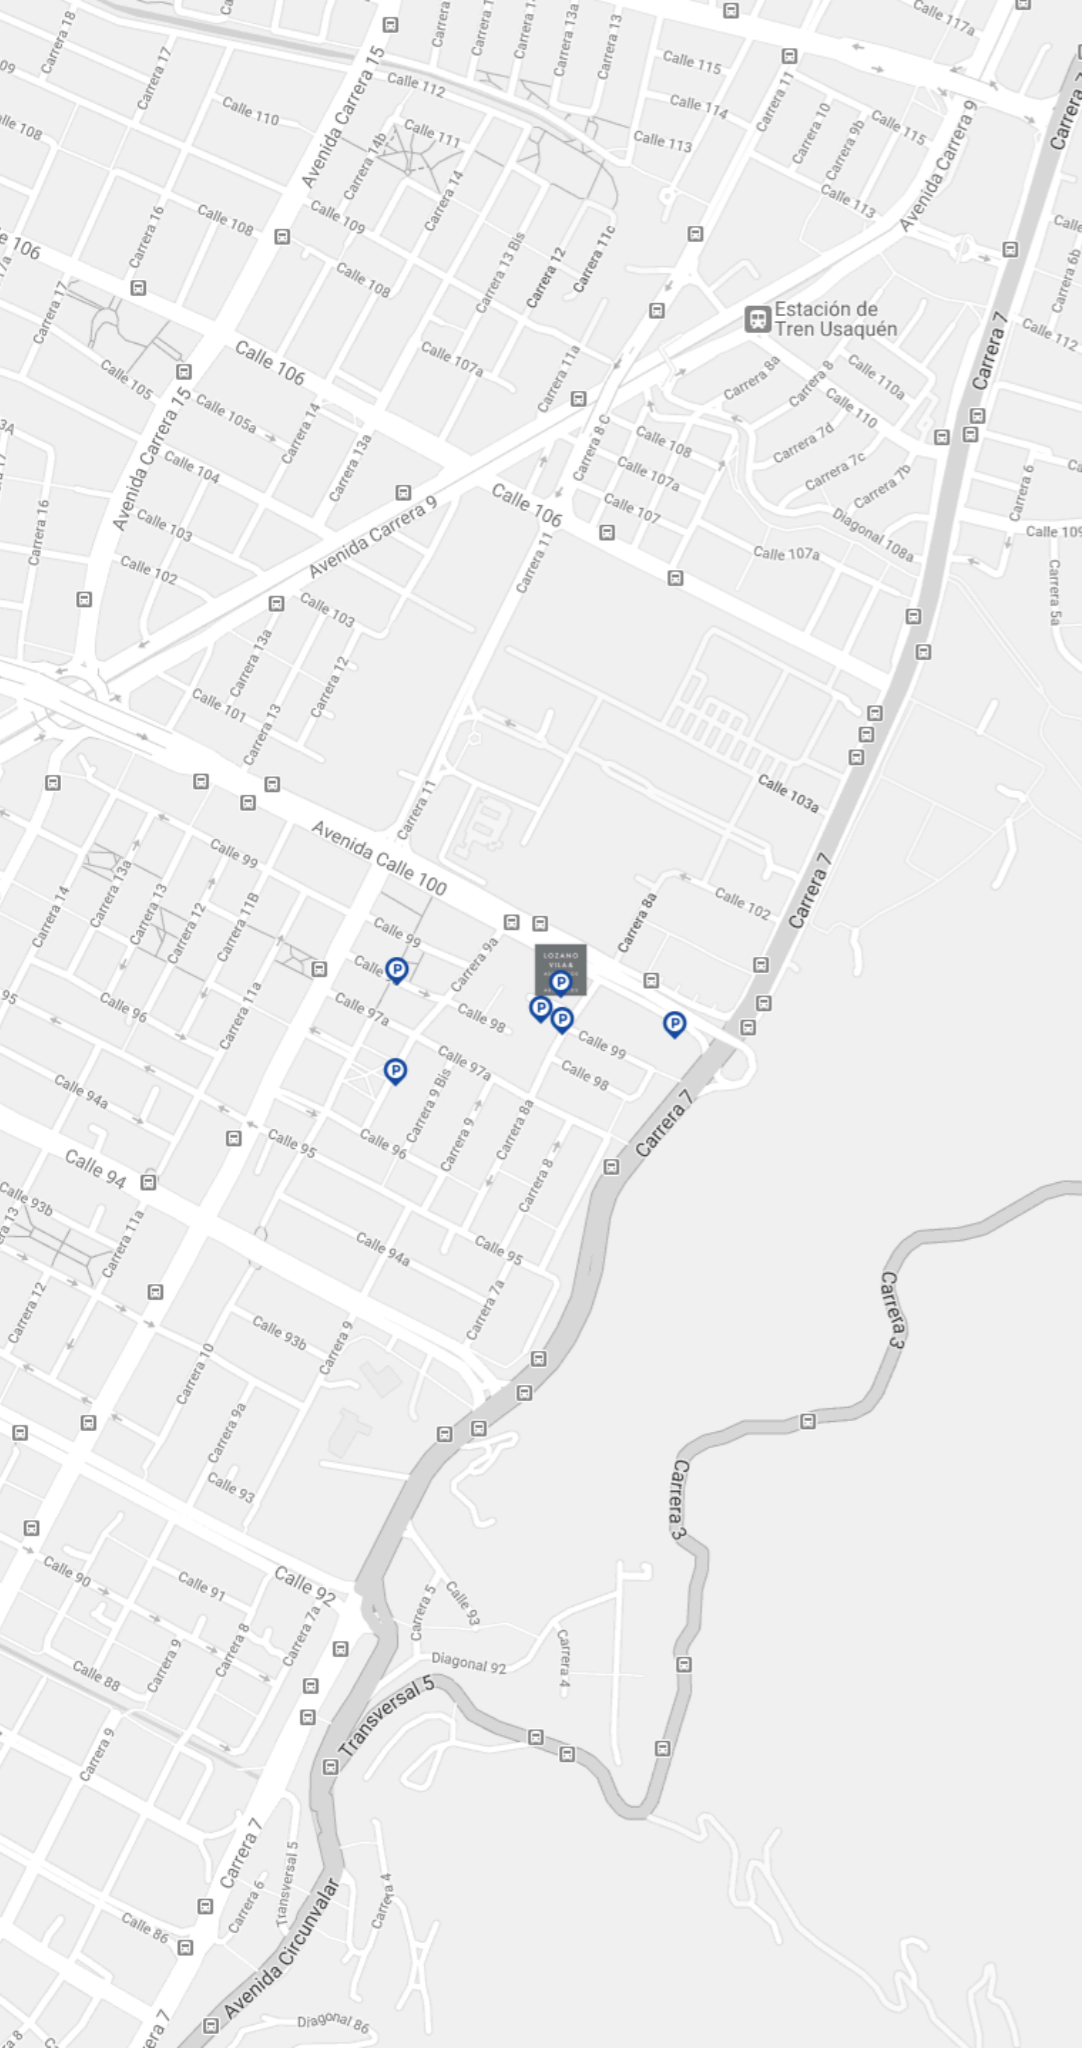 Carrera 18
Carrera 17
Carrera 13a
Carrera 13
Calle 117a
Calle 115
Carrera 11
Calle 112
Avenida Carrera 15
Calle 114
Calle 110
Calle 111
Calle 113
Carrera 10
Carrera 9b
Calle 115
Avenida Carrera 9
Carrera 7
Calle 108
Carrera 14b
Carrera 14
Calle 113
Carrera 16
Calle 108
Calle 109
Calle 108
Carrera 13 Bis
Carrera 12
Carrera 11c
Carrera 6b
Carrera 17
Estación de
Tren Usaquén
Calle 112
Carrera 7
Calle 106
Calle 107a
Carrera 11a
Calle 105
Calle 105a
Carrera 8a
Carrera 8
Calle 110a
Calle 110
Avenida Carrera 15
Carrera 14
Carrera 13a
Carrera 8 C
Calle 108
Carrera 7d
Carrera 7c
Carrera 7b
Carrera 6
Calle 104
Calle 107a
Calle 106
Calle 107
Diagonal 108a
Calle 109
Carrera 16
Calle 103
Avenida Carrera 9
Calle 107a
Calle 102
Carrera 11
Carrera 5a
Calle 103
Carrera 13a
Carrera 12
Calle 101
Carrera 13
Calle 103a
Carrera 11
Avenida Calle 100
Calle 99
Carrera 7
Carrera 14
Carrera 13a
Carrera 13
Carrera 12
Carrera 11B
Calle 102
Carrera 8a
Calle 99
Carrera 9a
LOZANO
VILA&
Calle 96
Carrera 11a
Calle 97a
Calle 98
Calle 99
Calle 98
Calle 97a
Calle 94a
Carrera 9 Bis
Carrera 9
Carrera 8a
Carrera 7
Calle 96
Calle 95
Calle 94
Carrera 8
Calle 93b
Carrera 11a
Calle 94a
Calle 95
Carrera 12
Carrera 7a
Carrera 3
Calle 93b
Carrera 9
Carrera 10
Carrera 9a
Calle 93
Carrera 3
Calle 90
Calle 91
Calle 92
Carrera 5
Calle 93
Carrera 7a
Carrera 8
Carrera 9
Calle 88
Diagonal 92
Carrera 4
Transversal 5
Carrera 9
Carrera 7
Transversal 5
Carrera 4
Carrera 6
Calle 86
Avenida Circunvalar
Diagonal 86